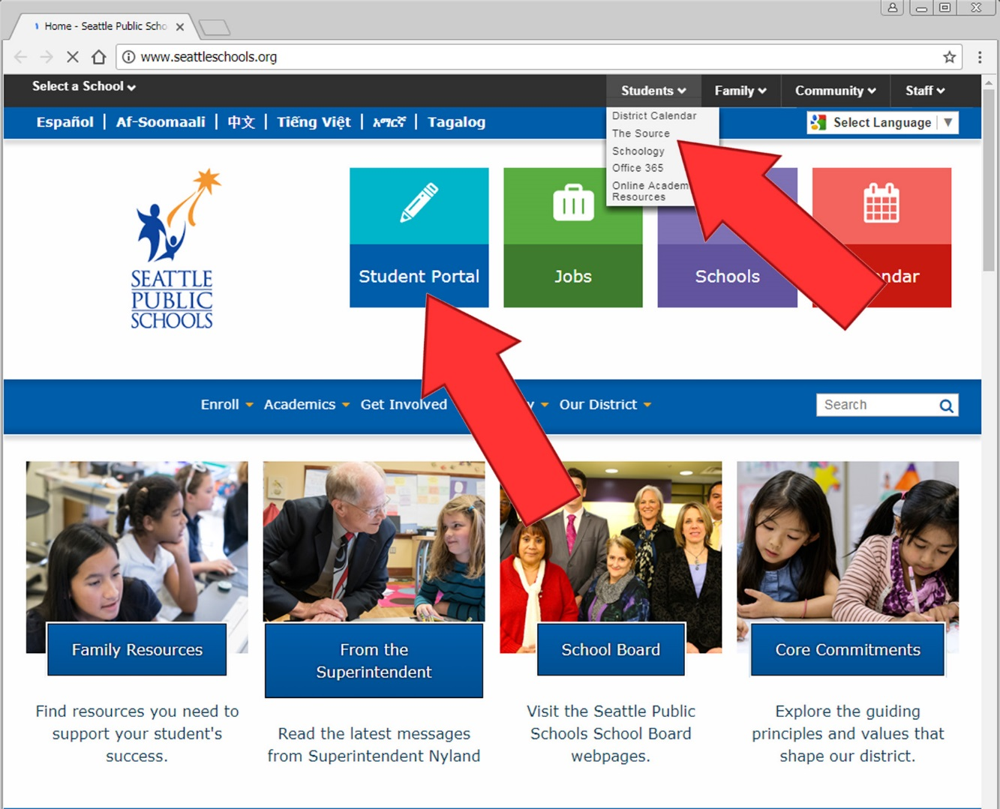 Home - Seattle Public Scho
www.seattleschools.org
Select a School
Students
Family
Community
Staff
Español | Af-Soomaali | 中文 | Tiếng Việt | አማርኛ | Tagalog
Select Language
District Calendar
The Source
Schoology
Office 365
Online Academ
Resources
SEATTLE
PUBLIC
SCHOOLS
Student Portal
Jobs
Schools
ndar
Enroll
Academics
Get Involved
y
Our District
Search
Family Resources
Find resources you need to
support your student's
success.
From the
Superintendent
Read the latest messages
from Superintendent Nyland
School Board
Visit the Seattle Public
Schools School Board
webpages.
Core Commitments
Explore the guiding
principles and values that
shape our district.